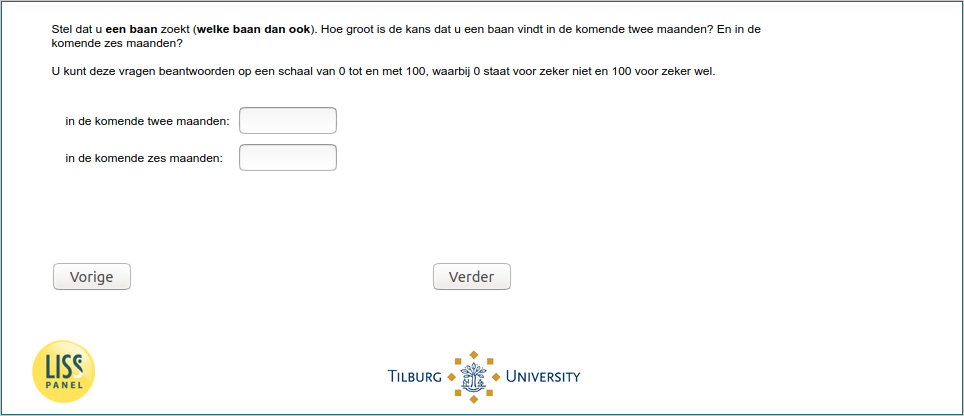 Stel dat u een baan zoekt (welke baan dan ook). Hoe groot is de kans dat u een baan vindt in de komende twee maanden? En in de
komende zes maanden?
U kunt deze vragen beantwoorden op een schaal van 0 tot en met 100, waarbij 0 staat voor zeker niet en 100 voor zeker wel.
in de komende twee maanden:
in de komende zes maanden:
Vorige
Verder
LISS
PANEL
TILBURG UNIVERSITY